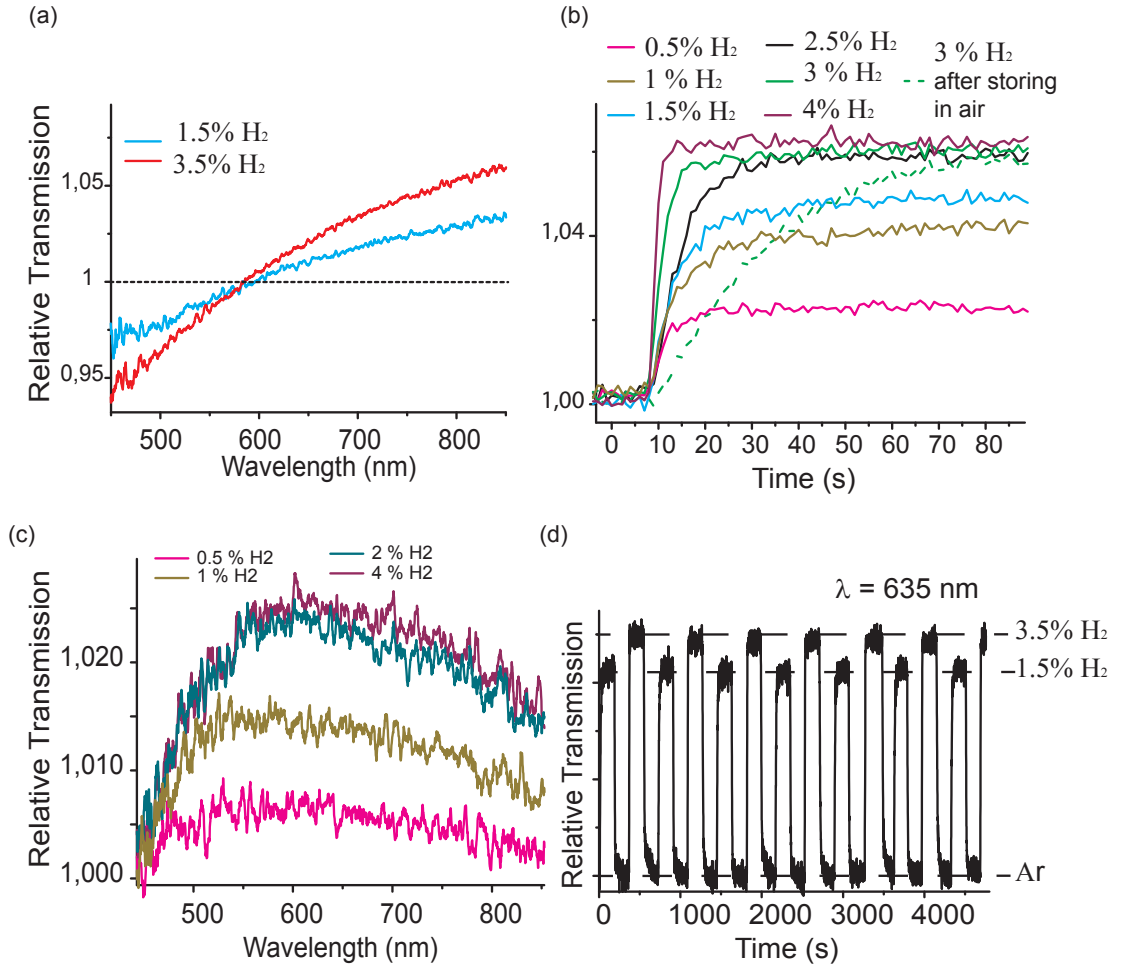 (a)
1.5% H₂
3.5% H₂
1,05
1
0,95
Relative Transmission
500 600 700 800
Wavelength (nm)
(b)
0.5% H₂
1 % H₂
1.5% H₂
2.5% H₂
3 % H₂
4% H₂
3 % H₂
after storing
in air
1,04
1,00
0 10 20 30 40 50 60 70 80
Time (s)
(c)
0.5 % H2
1 % H2
2 % H2
4 % H2
1,020
1,010
1,000
Relative Transmission
500 600 700 800
Wavelength (nm)
(d)
λ = 635 nm
3.5% H₂
1.5% H₂
Ar
Relative Transmission
0 1000 2000 3000 4000
Time (s)